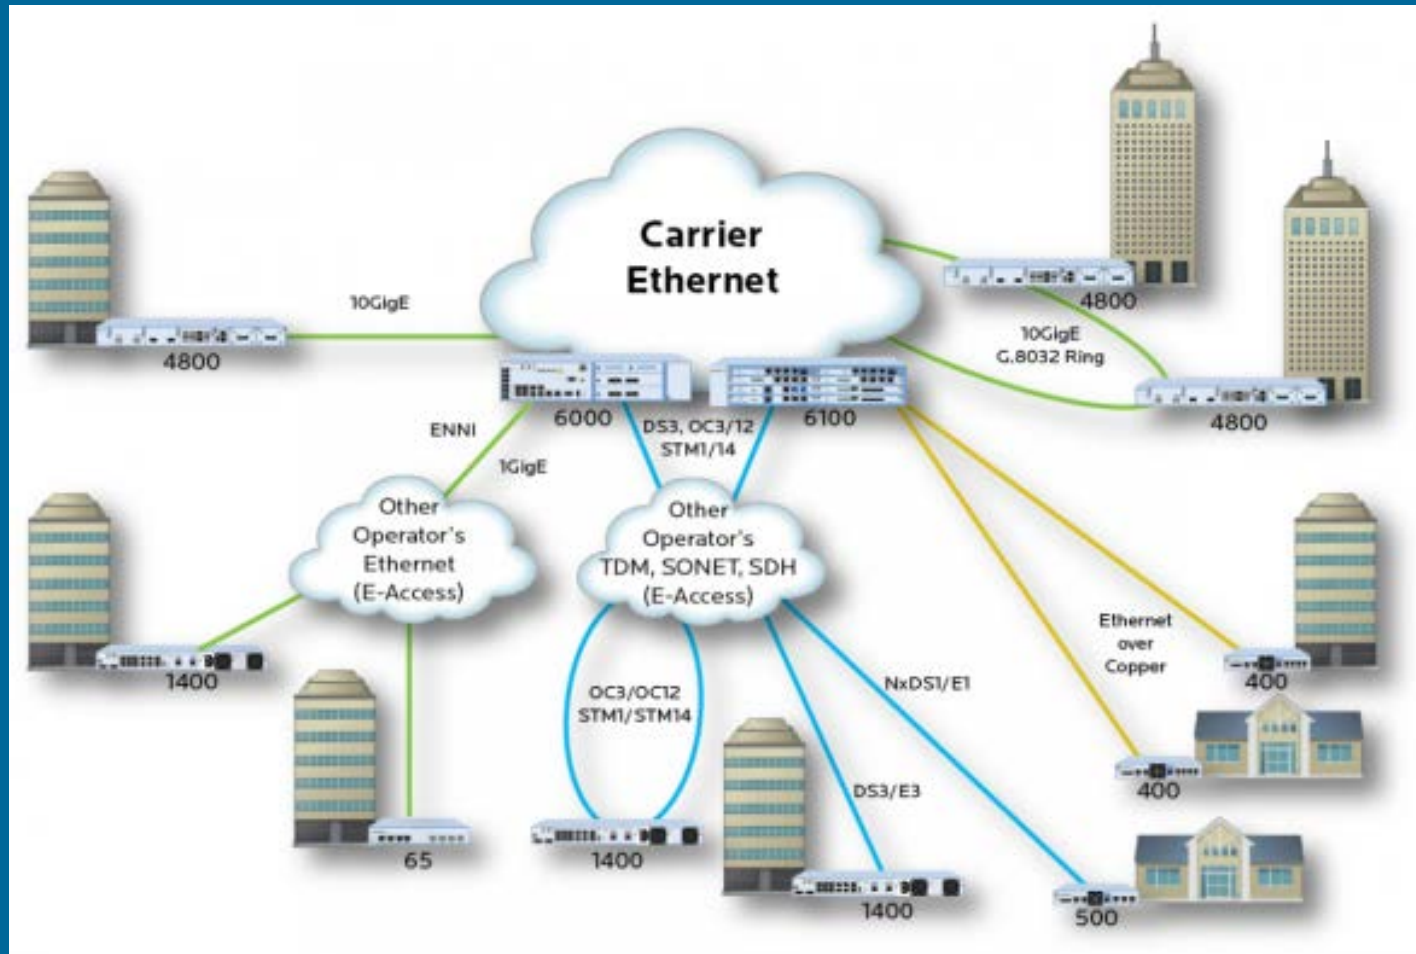 Carrier
Ethernet
10GigE
4800
4800
10GigE
G.8032 Ring
4800
6000
DS3, OC3/12
STM1/14
6100
ENNI
1GigE
Other
Operator's
Ethernet
(E-Access)
Other
Operator's
TDM, SONET, SDH
(E-Access)
Ethernet
over
Copper
1400
400
OC3/OC12
STM1/STM14
NxDS1/E1
DS3/E3
400
65
1400
1400
500